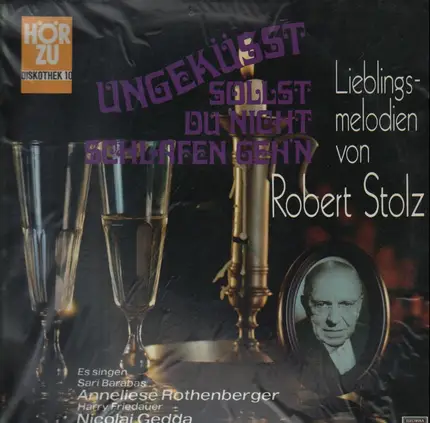 HÖR
ZU
DISKOTHEK 10
UNGEKÜSST
SOLLST
DU NICHT
SCHLAFEN GEH'N
Lieblings-
melodien
von
Robert Stolz
Es singen
Sari Barabas
Anneliese Rothenberger
Harry Friedauer
Nicolai Gedda